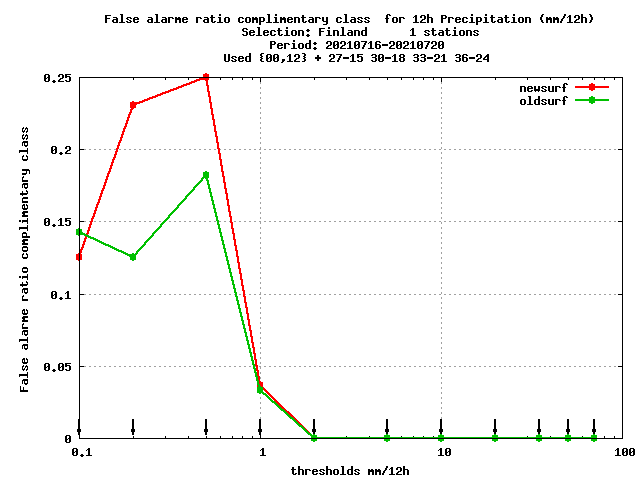 False alarme ratio complimentary class  for 12h Precipitation (mm/12h)
Selection: Finland      1 stations
Period: 20210716-20210720
Used {00,12} + 27-15 30-18 33-21 36-24
newsurf
oldsurf
False alarme ratio complimentary class
0.25
0.2
0.15
0.1
0.05
0
0.1 1 10 100
thresholds mm/12h